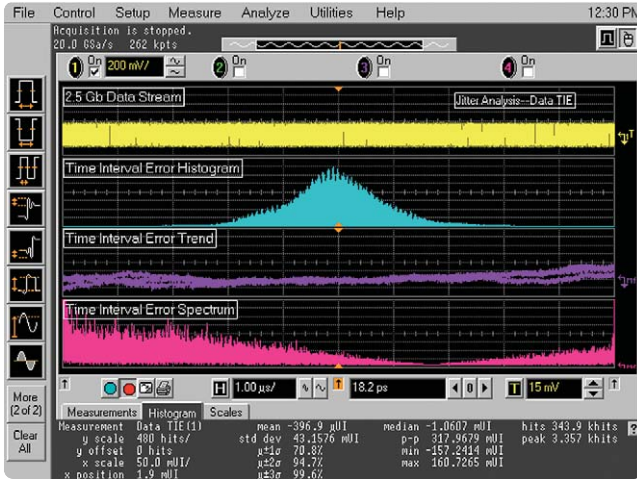 File Control Setup Measure Analyze Utilities Help 12:30 PM
Acquisition is stopped.
20.0 GSa/s 262 kpts
1 On 200 mV/ 2 On 3 On 4 On
2.5 Gb Data Stream
Jitter Analysis--Data TIE
Time Interval Error Histogram
Time Interval Error Trend
Time Interval Error Spectrum
More
(2 of 2)
Clear
All
H 1.00 µs/ 18.2 ps 0 T 15 mV
Measurements Histogram Scales
Measurement Data TIE(1) mean -396.9 µUI median -1.0607 mUI hits 343.9 khits ?
y scale 480 hits/ std dev 43.1576 mUI p-p 317.9679 mUI peak 3.357 khits
y offset 0 hits µ±1σ 70.8% min -157.2414 mUI
x scale 50.0 mUI/ µ±2σ 94.7% max 160.7265 mUI
x position 1.9 mUI µ±3σ 99.6%